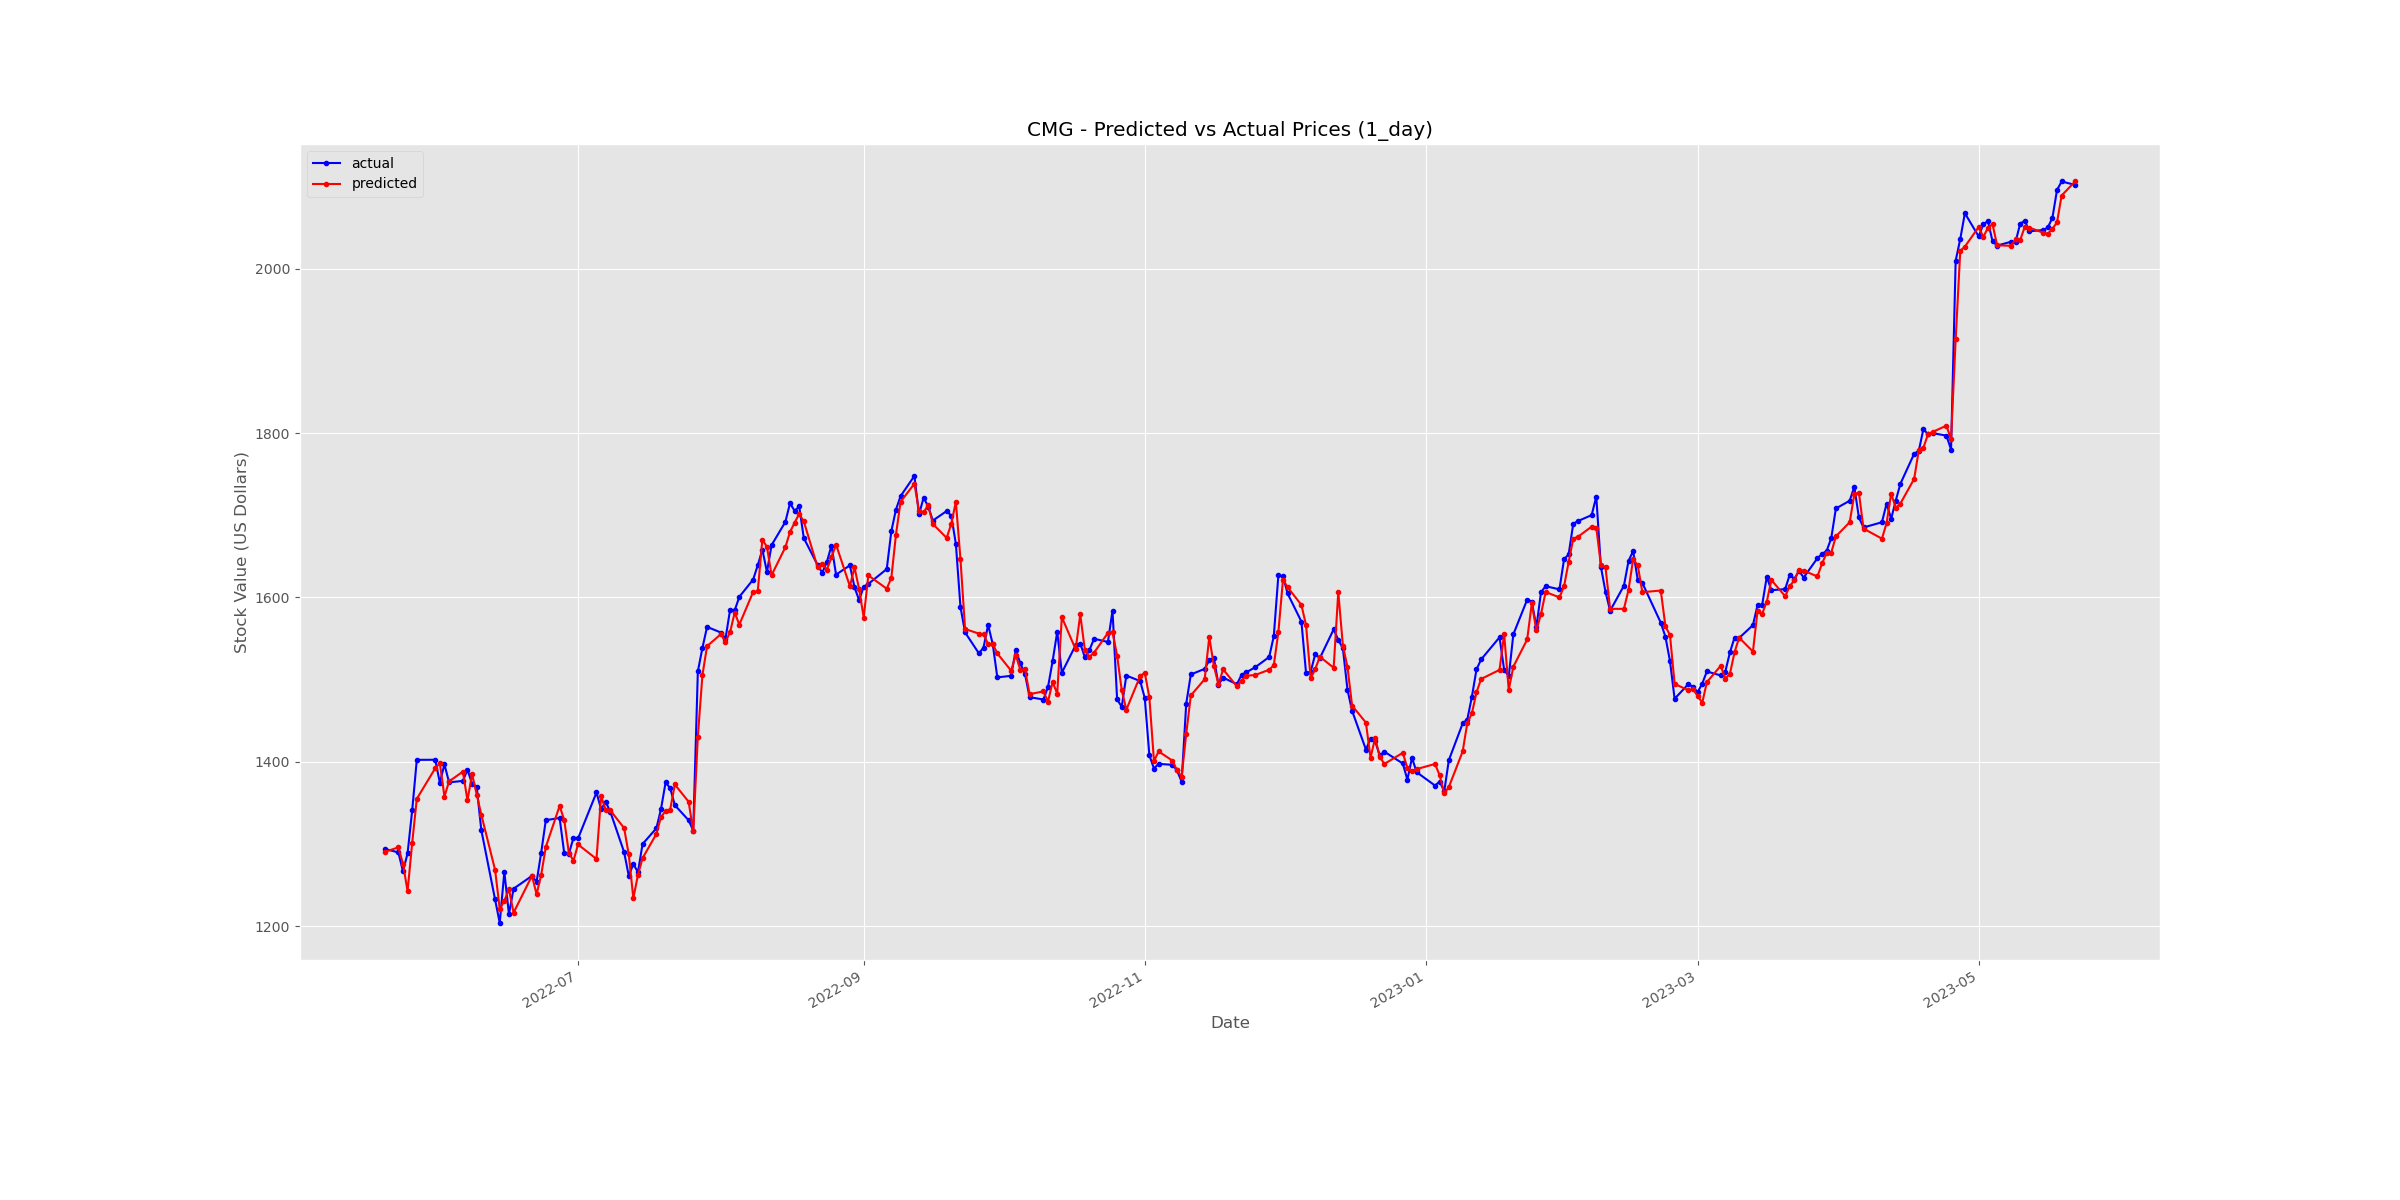 CMG - Predicted vs Actual Prices (1_day)
actual
predicted
Stock Value (US Dollars)
2000
1800
1600
1400
1200
2022-07
2022-09
2022-11
2023-01
2023-03
2023-05
Date